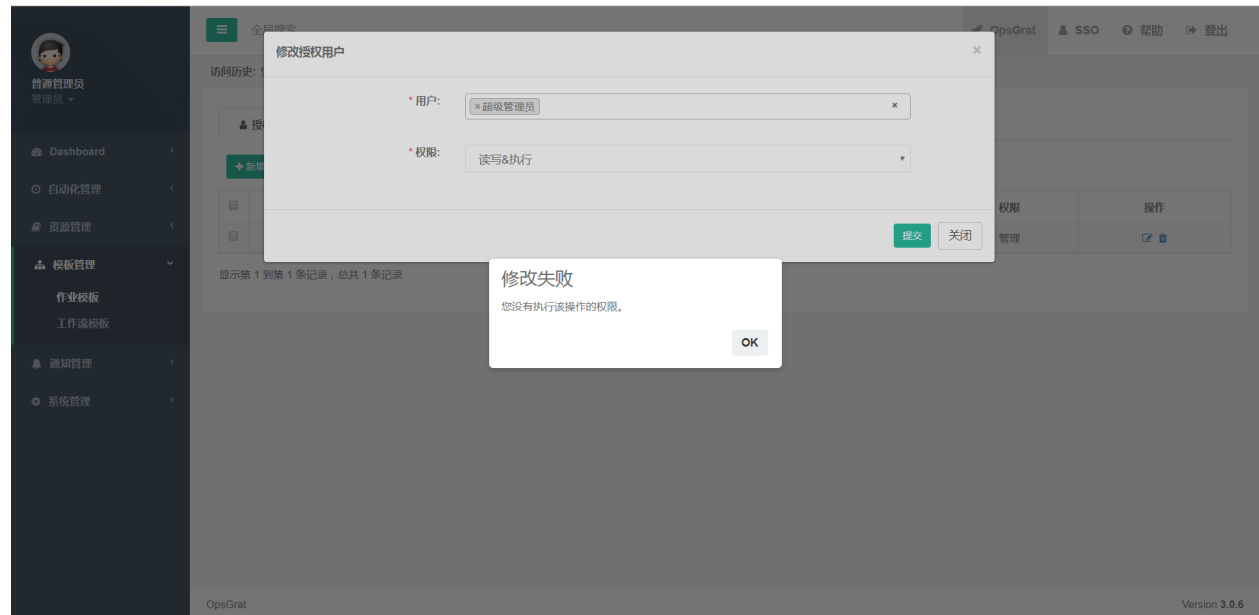 全局搜索
OpsGrat
SSO
帮助
登出
普通管理员
管理员
访问历史:
修改授权用户
×
* 用户:
×超级管理员
×
* 权限:
读写&执行
提交
关闭
Dashboard
自动化管理
资源管理
模板管理
作业模板
工作流模板
通知管理
系统管理
授
+新增
权限
操作
管理
显示第 1 到第 1 条记录，总共 1 条记录
修改失败
您没有执行该操作的权限。
OK
OpsGrat
Version 3.0.6